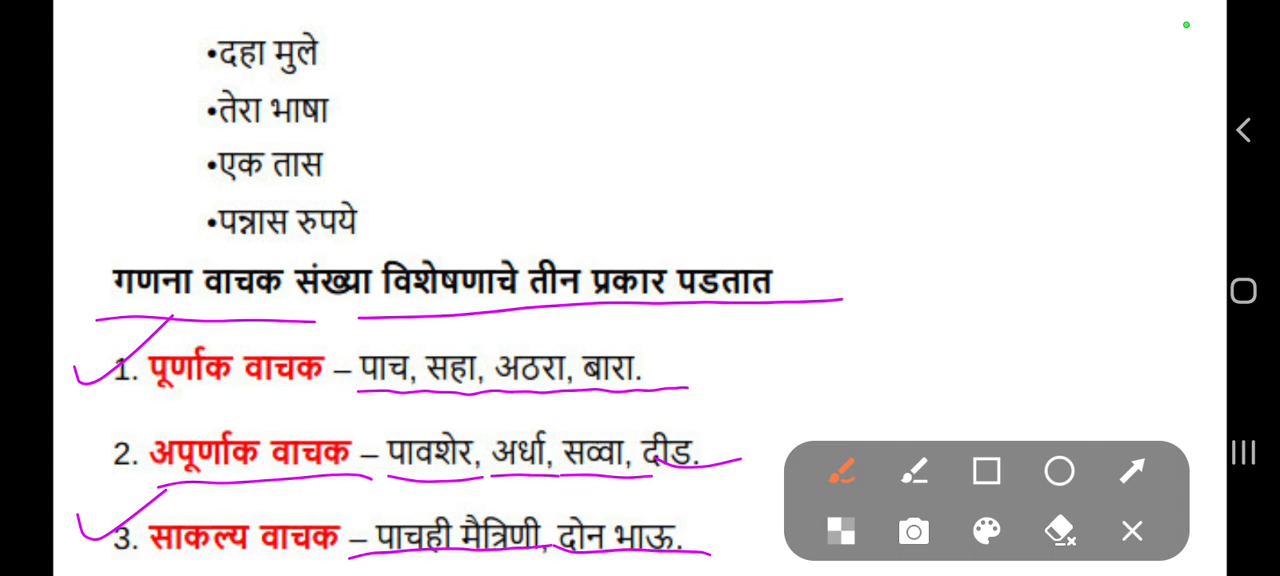 •दहा मुले
•तेरा भाषा
•एक तास
•पन्नास रुपये
गणना वाचक संख्या विशेषणाचे तीन प्रकार पडतात
1. पूर्णाक वाचक – पाच, सहा, अठरा, बारा.
2. अपूर्णाक वाचक – पावशेर, अर्धा, सव्वा, दीड.
3. साकल्य वाचक – पाचही मैत्रिणी, दोन भाऊ.